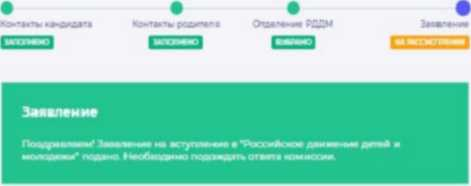 Контакты кандидата
Контакты родителя
Отделение РДДМ
Заявление
ЗАПОЛНЕНО
ЗАПОЛНЕНО
ВЫБРАНО
НА РАССМОТРЕНИИ
Заявление
Поздравляем! Заявление на вступление в "Российское движение детей и
молодежи" подано. Необходимо подождать ответа комиссии.